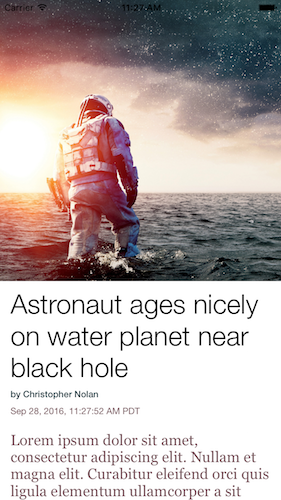 Carrier 11:27 AM
Astronaut ages nicely
on water planet near
black hole
by Christopher Nolan
Sep 28, 2016, 11:27:52 AM PDT
Lorem ipsum dolor sit amet,
consectetur adipiscing elit. Nullam et
magna elit. Curabitur eleifend orci quis
ligula elementum ullamcorper a sit